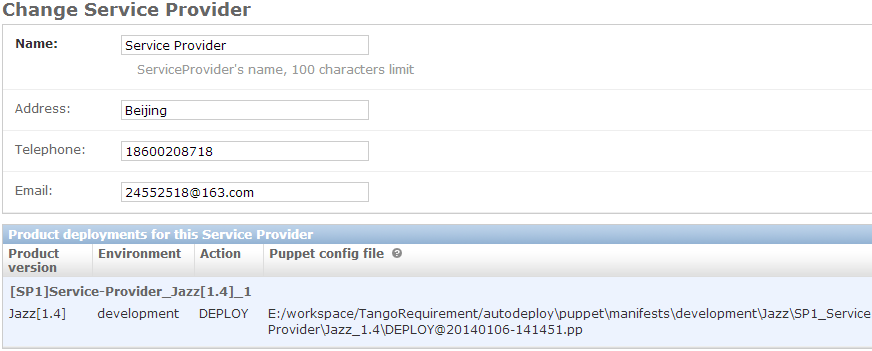 Change Service Provider
Name: Service Provider
ServiceProvider's name, 100 characters limit
Address: Beijing
Telephone: 18600208718
Email: 24552518@163.com
Product deployments for this Service Provider
Product version Environment Action Puppet config file
[SP1]Service-Provider_Jazz[1.4]_1
Jazz[1.4] development DEPLOY E:/workspace/TangoRequirement/autodeploy\puppet\manifests\development\Jazz\SP1_Service
Provider\Jazz_1.4\DEPLOY@20140106-141451.pp